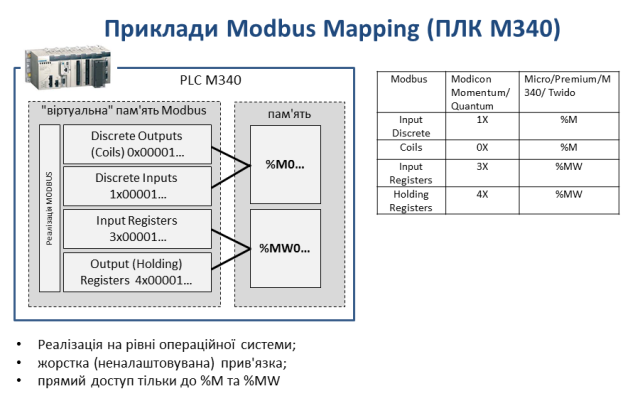 Приклади Modbus Mapping (ПЛК M340)
PLC M340
"віртуальна" пам'ять Modbus
Реалізація MODBUS
Discrete Outputs
(Coils) 0x00001…
Discrete Inputs
1x00001…
Input Registers
3x00001…
Output (Holding)
Registers 4x00001…
пам'ять
%M0…
%MW0…
Modbus Modicon Momentum/ Quantum Micro/Premium/M 340/ Twido
Input Discrete 1X %M
Coils 0X %M
Input Registers 3X %MW
Holding Registers 4X %MW
• Реалізація на рівні операційної системи;
• жорстка (неналаштовувана) прив'язка;
• прямий доступ тільки до %M та %MW